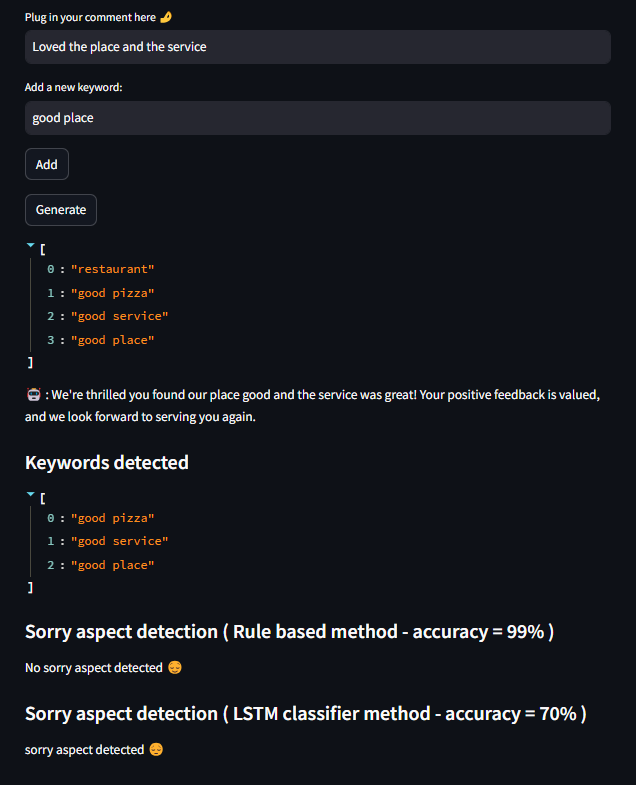 Plug in your comment here 🤌
Loved the place and the service
Add a new keyword:
good place
Add
Generate
[
0 : "restaurant"
1 : "good pizza"
2 : "good service"
3 : "good place"
]
🤖 : We're thrilled you found our place good and the service was great! Your positive feedback is valued,
and we look forward to serving you again.
Keywords detected
[
0 : "good pizza"
1 : "good service"
2 : "good place"
]
Sorry aspect detection ( Rule based method - accuracy = 99% )
No sorry aspect detected 😌
Sorry aspect detection ( LSTM classifier method - accuracy = 70% )
sorry aspect detected 😔